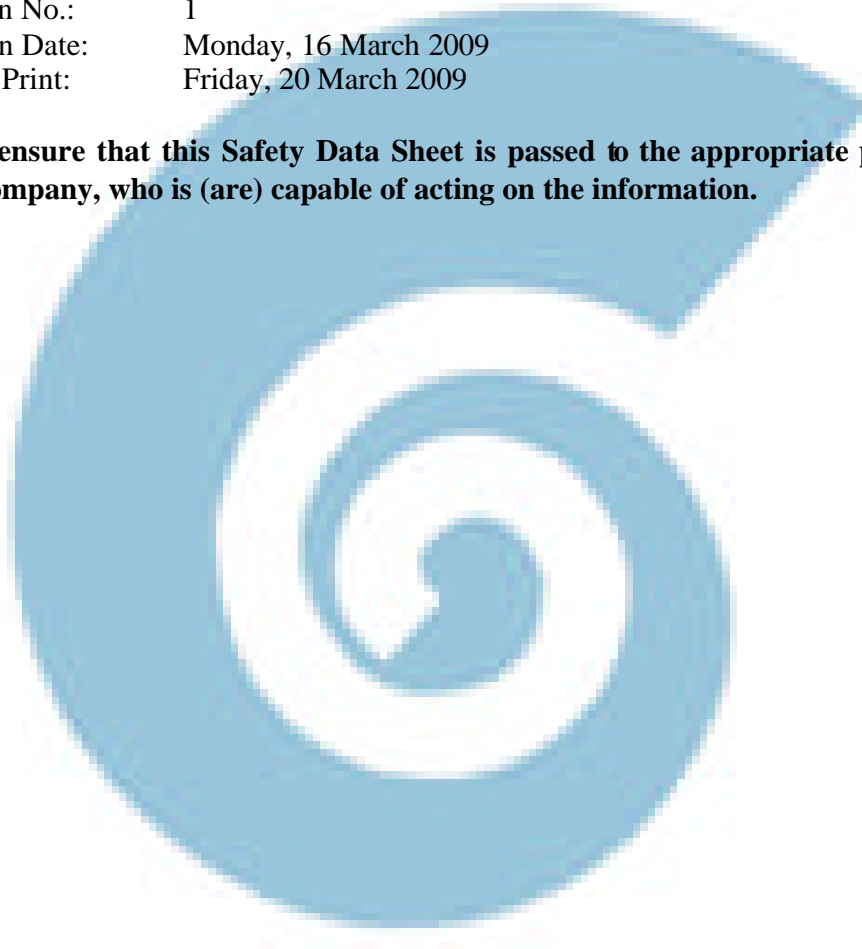 n No.: 1
n Date: Monday, 16 March 2009
Print: Friday, 20 March 2009
ensure that this Safety Data Sheet is passed to the appropriate p
ompany, who is (are) capable of acting on the information.